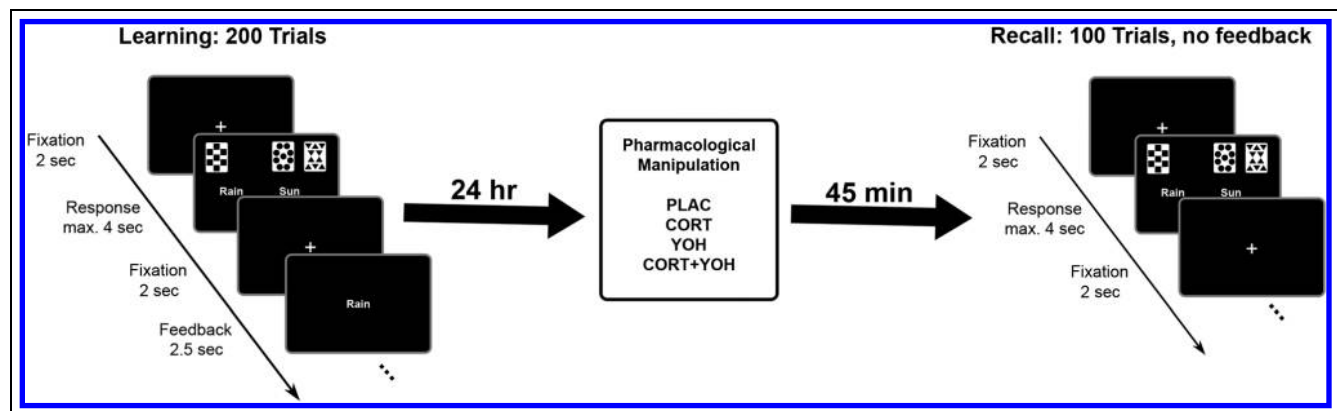 Learning: 200 Trials
Recall: 100 Trials, no feedback
Fixation
2 sec
Rain Sun
Response
max. 4 sec
Fixation
2 sec
Rain
Feedback
2.5 sec
24 hr
Pharmacological
Manipulation
PLAC
CORT
YOH
CORT+YOH
45 min
Fixation
2 sec
Rain Sun
Response
max. 4 sec
Fixation
2 sec